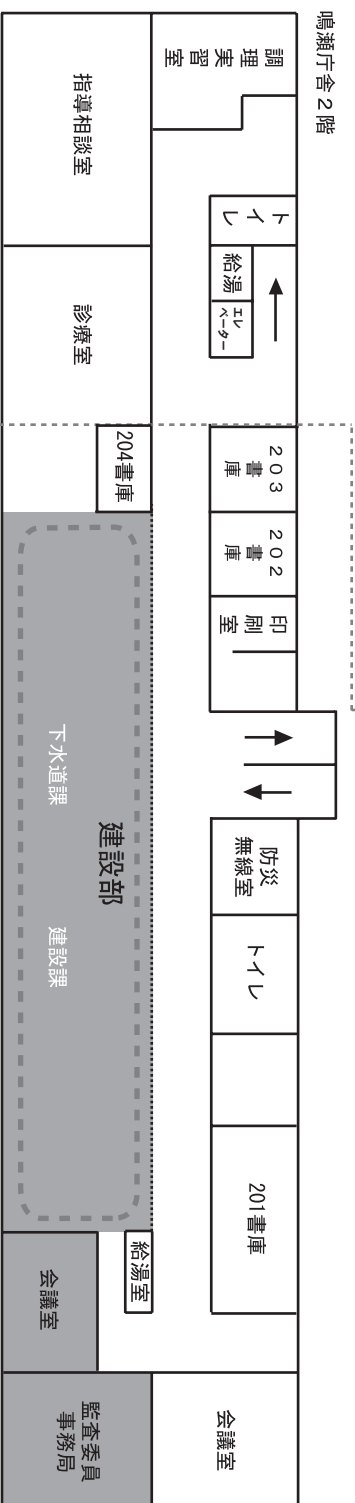 鳴瀬庁舎２階
調理実習室
指導相談室
トイレ
給湯
エレベーター
診療室
２０３書庫
204書庫
２０２書庫
印刷室
下水道課
建設部
建設課
防災
無線室
トイレ
201書庫
給湯室
会議室
会議室
監査委員
事務局